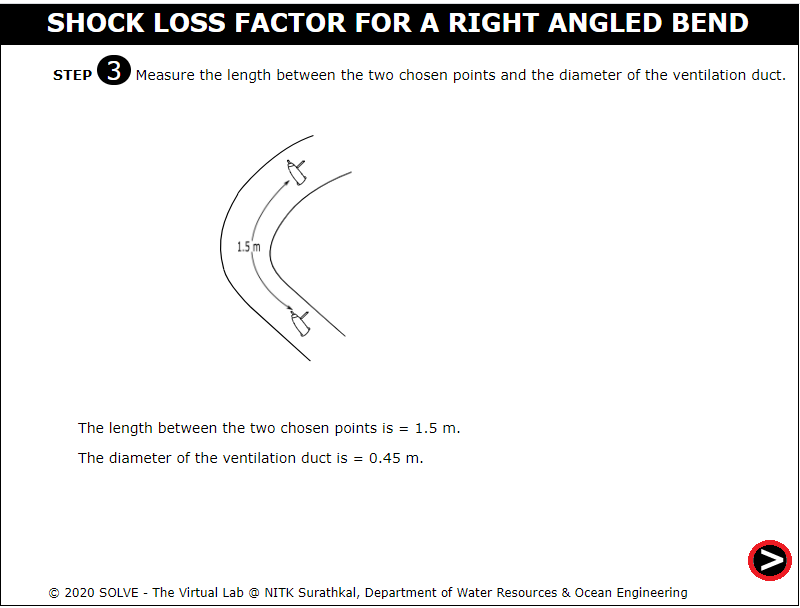 SHOCK LOSS FACTOR FOR A RIGHT ANGLED BEND
STEP 3 Measure the length between the two chosen points and the diameter of the ventilation duct.
1.5 m
The length between the two chosen points is = 1.5 m.
The diameter of the ventilation duct is = 0.45 m.
>
© 2020 SOLVE - The Virtual Lab @ NITK Surathkal, Department of Water Resources & Ocean Engineering